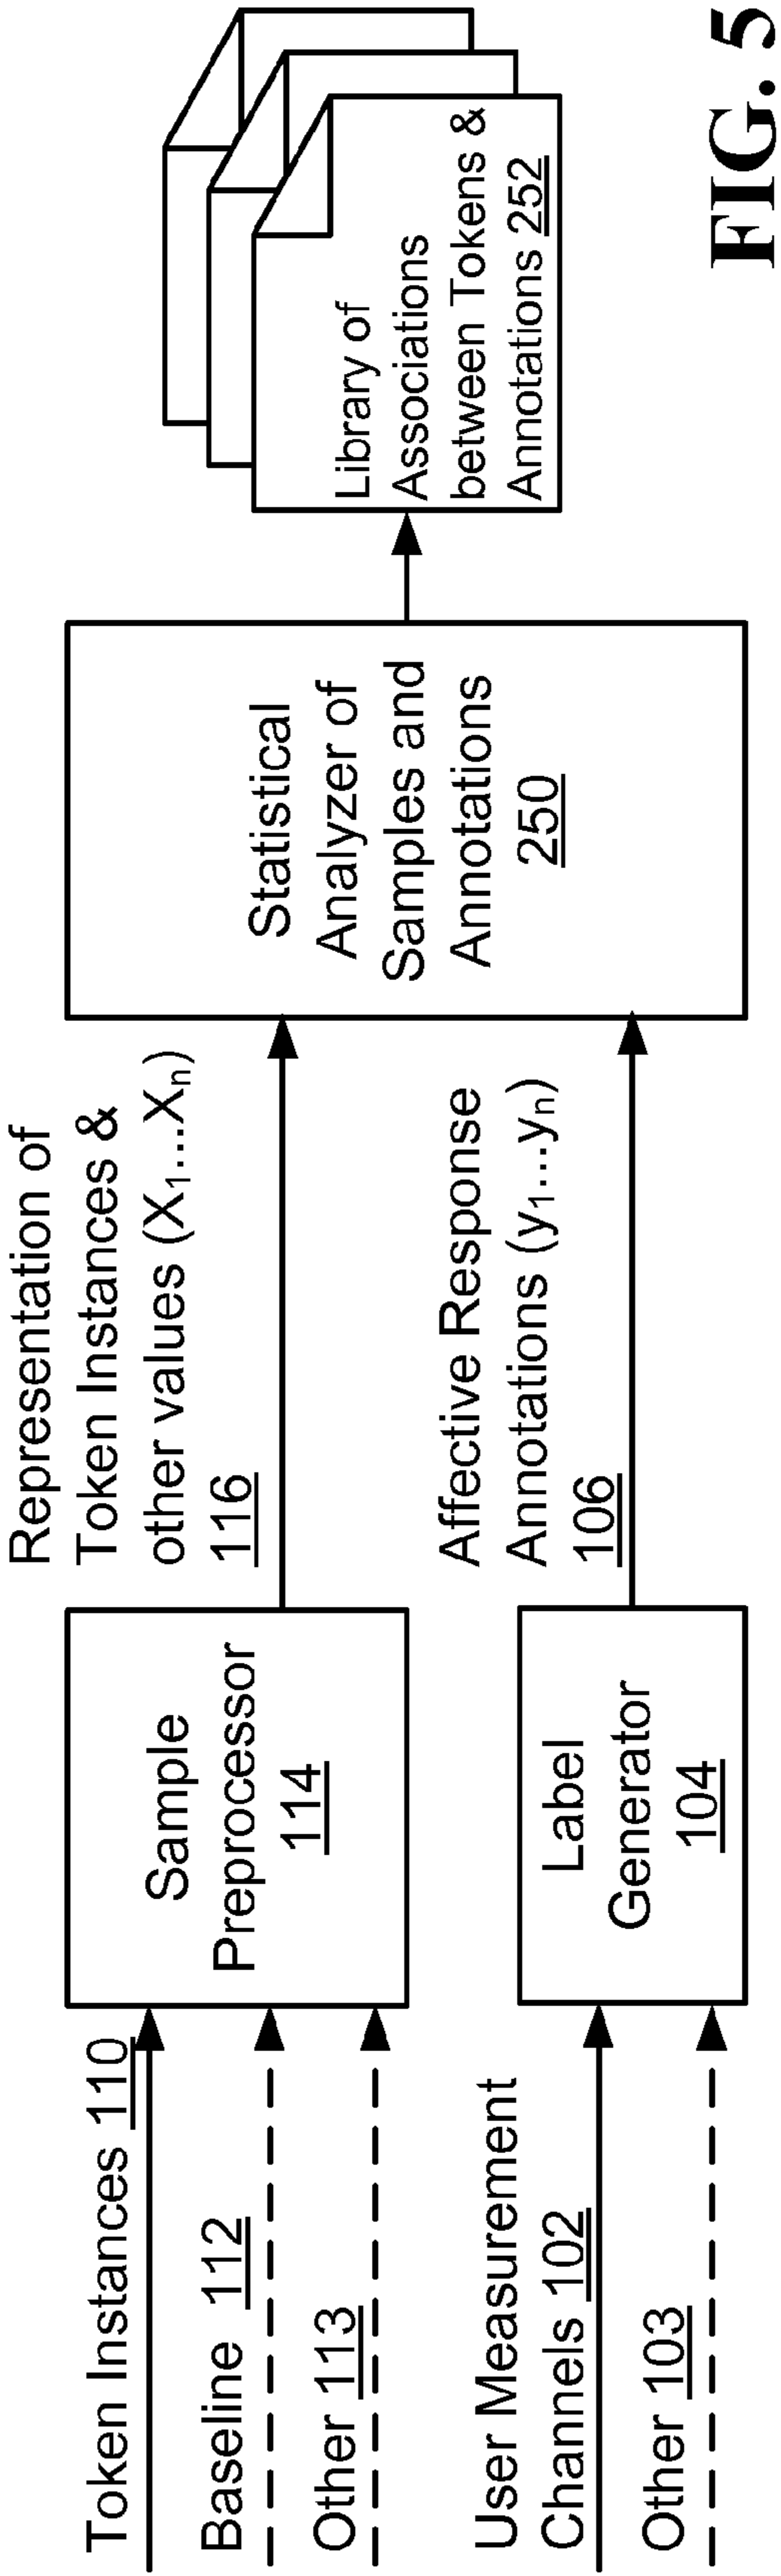 Token Instances 110
Baseline 112
Other 113
User Measurement
Channels 102
Other 103
Sample
Preprocessor
114
Label
Generator
104
Representation of
Token Instances &
other values (X₁...Xₙ)
116
Affective Response
Annotations (y₁...yₙ)
106
Statistical
Analyzer of
Samples and
Annotations
250
Library of
Associations
between Tokens &
Annotations 252
FIG. 5